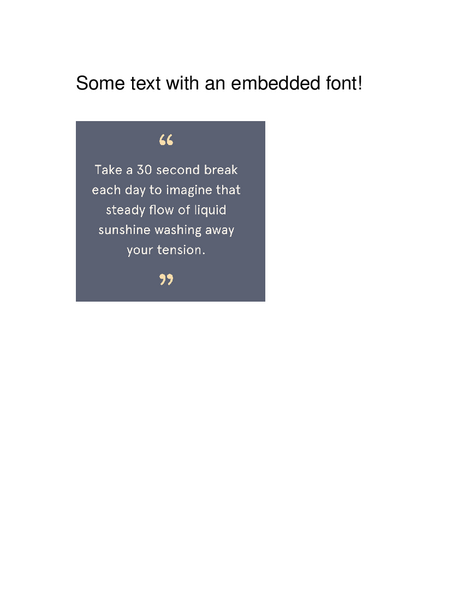 Some text with an embedded font!
“
Take a 30 second break
each day to imagine that
steady flow of liquid
sunshine washing away
your tension.
”